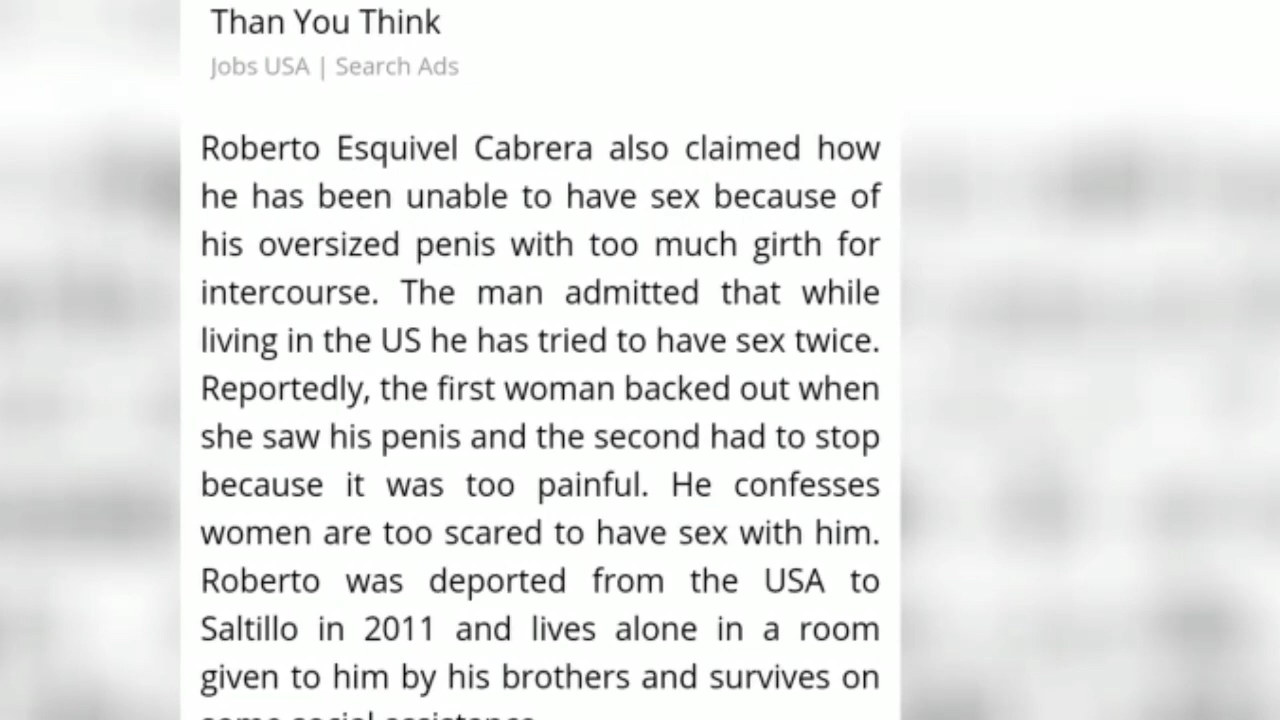 Than You Think
Jobs USA | Search Ads
Roberto Esquivel Cabrera also claimed how
he has been unable to have sex because of
his oversized penis with too much girth for
intercourse. The man admitted that while
living in the US he has tried to have sex twice.
Reportedly, the first woman backed out when
she saw his penis and the second had to stop
because it was too painful. He confesses
women are too scared to have sex with him.
Roberto was deported from the USA to
Saltillo in 2011 and lives alone in a room
given to him by his brothers and survives on
some social assistance.